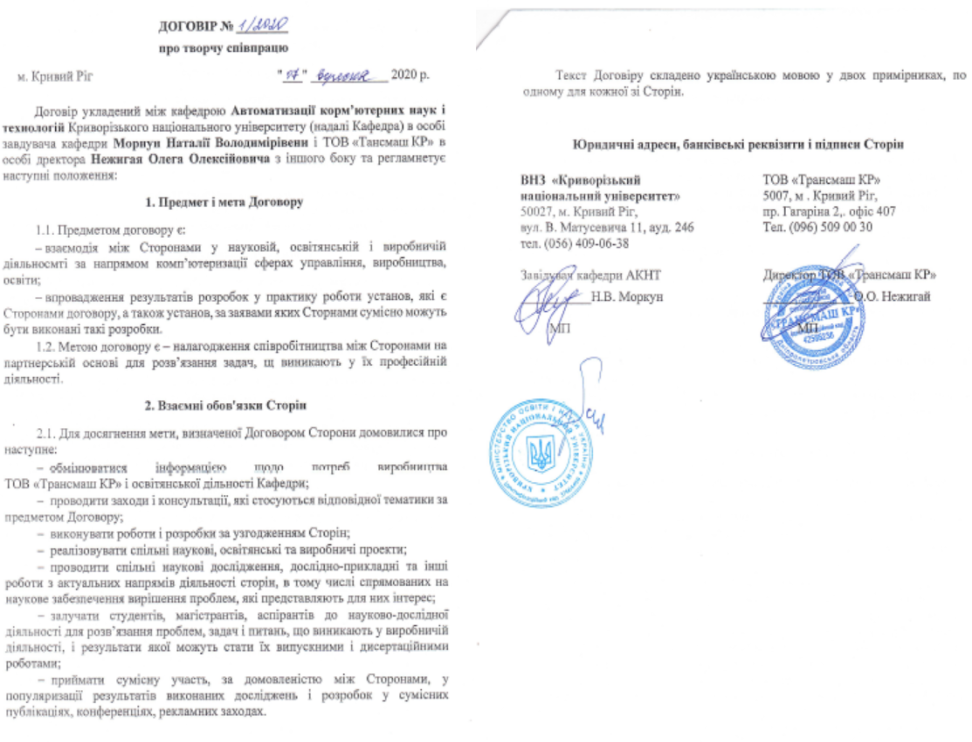 ДОГОВІР № 1/2020
про творчу співпрацю
м. Кривий Ріг "17" 2020 р.
Договір укладений між кафедрою Автоматизації корм’ютерних наук і
технологій Криворізького національного університету (надалі Кафедра) в особі
завдувача кафедри Моркун Наталії Володимірівени і ТОВ «Тансмаш КР» в
особі дректора Нежигая Олега Олексійовича з іншого боку та регламнетує
наступні положення:
1. Предмет і мета Договору
1.1. Предметом договору є:
– взаємодія між Сторонами у науковій, освітянській і виробничій
діяльносмті за напрямом комп’ютеризації сферах управління, виробництва,
освіти;
– впровадження результатів розробок у практику роботи установ, які є
Сторонами договору, а також установ, за заявами яких Сторнами сумісно можуть
бути виконані такі розробки.
1.2. Метою договору є – налагодження співробітництва між Сторонами на
партнерській основі для розв’язання задач, щ виникають у їх професійній
діяльності.
2. Взаємні обов'язки Сторін
2.1. Для досягнення мети, визначеної Договором Сторони домовилися про
наступне:
– обмінюватися інформацією щодо потреб виробництва
ТОВ «Трансмаш КР» і освітянської дільності Кафедри;
– проводити заходи і консультації, які стосуються відповідної тематики за
предметом Договору;
– виконувати роботи і розробки за узгодженням Сторін;
– реалізовувати спільні наукові, освітянські та виробничі проекти;
– проводити спільні наукові дослідження, дослідно-прикладні та інші
роботи з актуальних напрямів діяльності сторін, в тому числі спрямованих на
наукове забезпечення вирішення проблем, які представляють для них інтерес;
– залучати студентів, магістрантів, аспірантів до науково-дослідної
діяльності для розв’язання проблем, задач і питань, що виникають у виробничій
діяльності, і результати якої можуть стати їх випускними і дисертаційними
роботами;
– приймати сумісну участь, за домовленістю між Сторонами, у
популяризації результатів виконаних досліджень і розробок у сумісних
публікаціях, конференціях, рекламних заходах.
Текст Договіру складено українською мовою у двох примірниках, по
одному для кожної зі Сторін.
Юридичні адреси, банківські реквізити і підписи Сторін
ВНЗ «Криворізький
національний університет»
50027, м. Кривий Ріг,
вул. В. Матусевича 11, ауд. 246
тел. (056) 409-06-38
Завідувач кафедри АКНТ
Н.В. Моркун
МП
ТОВ «Трансмаш КР»
5007, м . Кривий Ріг,
пр. Гагаріна 2,. офіс 407
Тел. (096) 509 00 30
Директор ТОВ «Трансмаш КР»
О.О. Нежигай
МП
«ТРАНСМАШ КР»
Дніпропетровська область
МІНІСТЕРСТВО ОСВІТИ І НАУКИ УКРАЇНИ
КРИВОРІЗЬКИЙ НАЦІОНАЛЬНИЙ УНІВЕРСИТЕТ